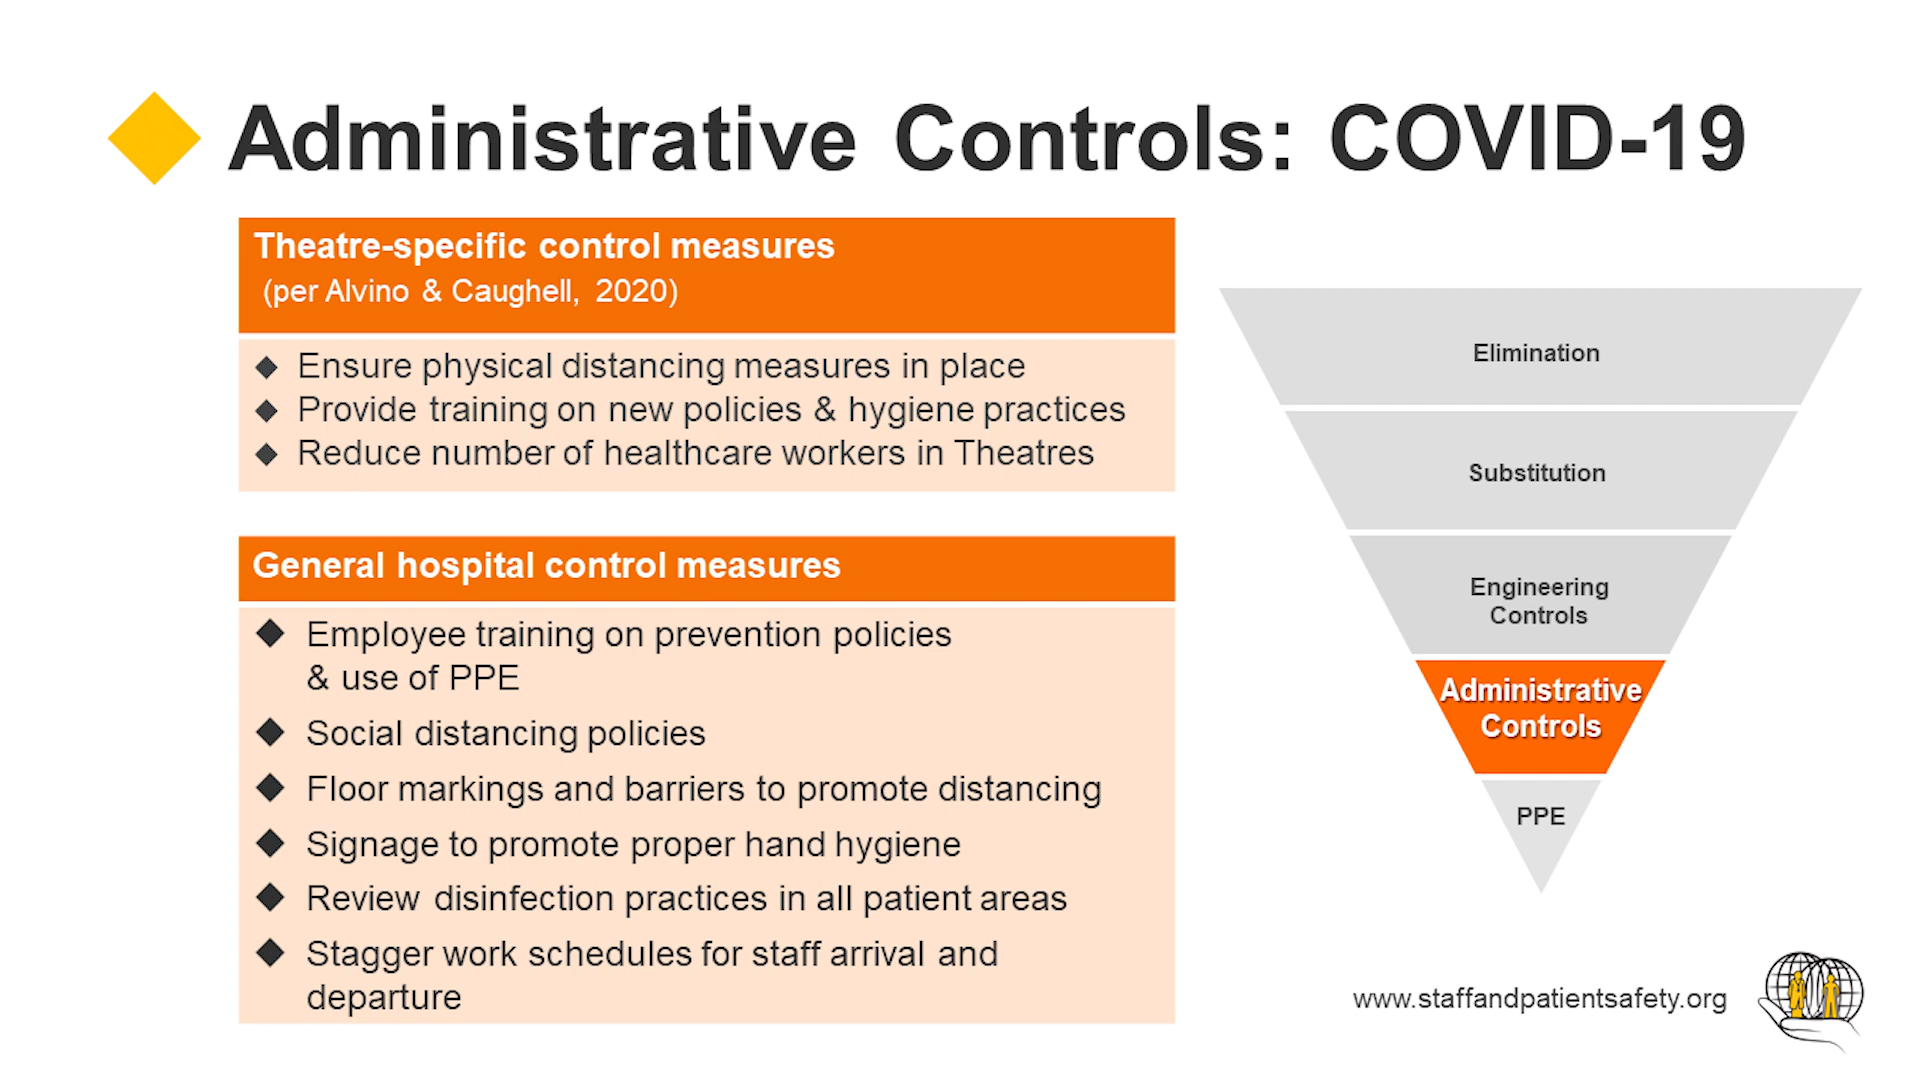 Administrative Controls: COVID-19
Theatre-specific control measures
(per Alvino & Caughell, 2020)
Ensure physical distancing measures in place
Provide training on new policies & hygiene practices
Reduce number of healthcare workers in Theatres
General hospital control measures
Employee training on prevention policies
& use of PPE
Social distancing policies
Floor markings and barriers to promote distancing
Signage to promote proper hand hygiene
Review disinfection practices in all patient areas
Stagger work schedules for staff arrival and
departure
Elimination
Substitution
Engineering
Controls
Administrative
Controls
PPE
www.staffandpatientsafety.org